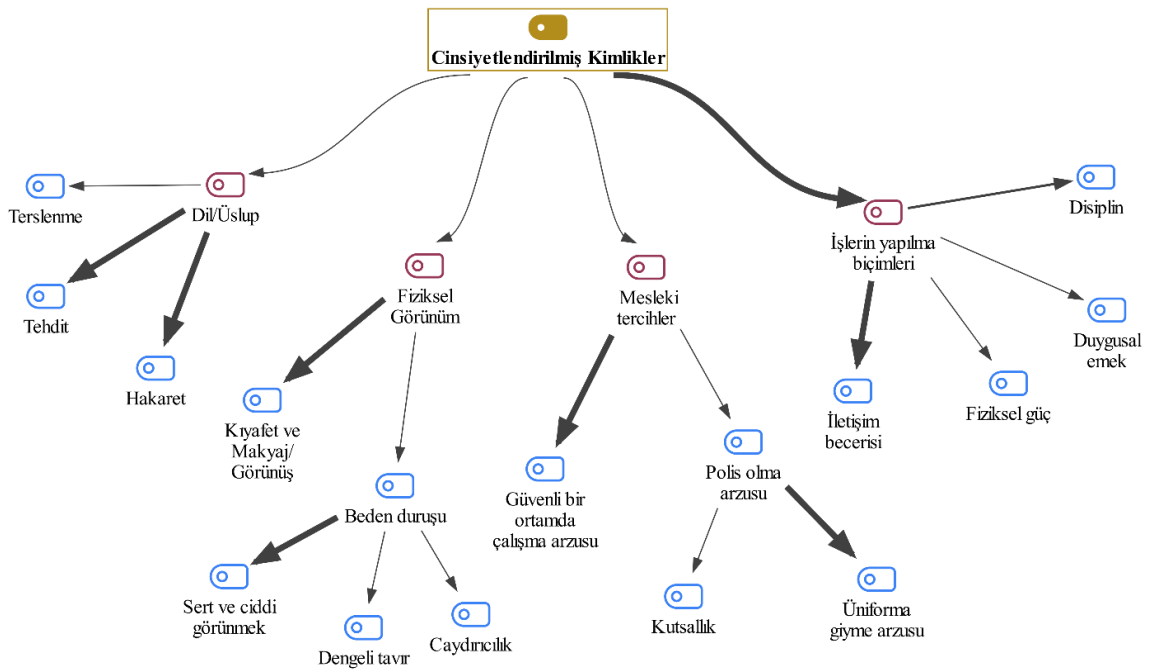 Cinsiyetlendirilmiş Kimlikler
Terslenme
Dil/Üslup
Tehdit
Hakaret
Fiziksel
Görünüm
Kıyafet ve
Makyaj/
Görünüş
Beden duruşu
Sert ve ciddi
görünmek
Dengeli tavır
Caydırıcılık
Mesleki
tercihler
Güvenli bir
ortamda
çalışma arzusu
Polis olma
arzusu
Kutsallık
Üniforma
giyme arzusu
İşlerin yapılma
biçimleri
Disiplin
Duygusal
emek
Fiziksel güç
İletişim
becerisi